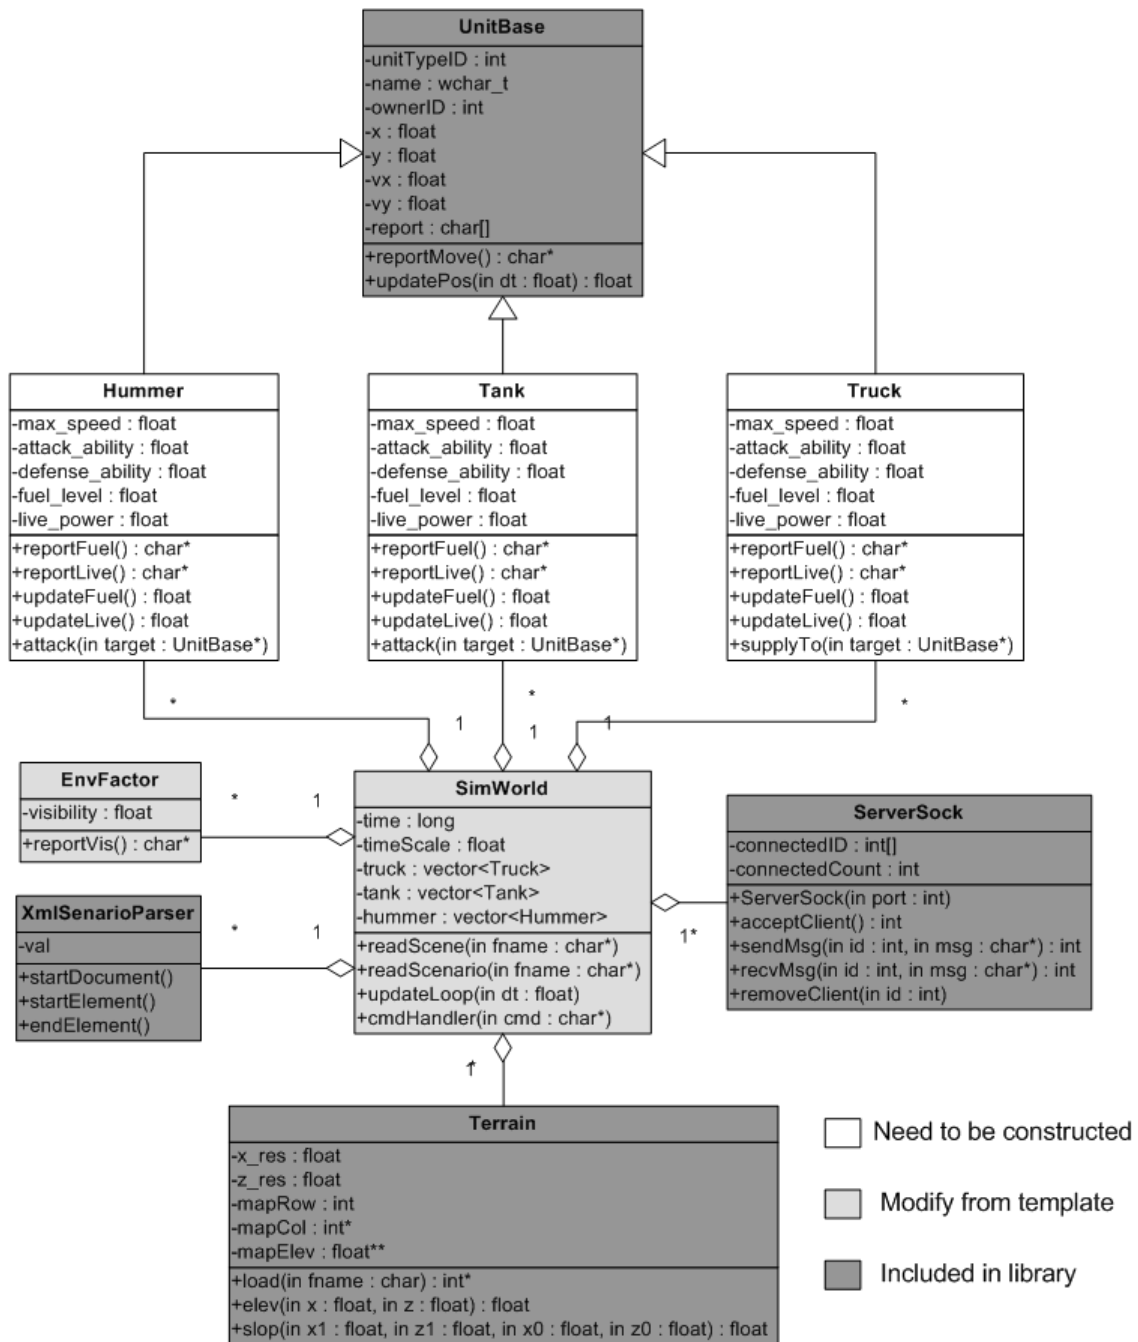 UnitBase
-unitTypeID : int
-name : wchar_t
-ownerID : int
-x : float
-y : float
-vx : float
-vy : float
-report : char[]
+reportMove() : char*
+updatePos(in dt : float) : float
Hummer
-max_speed : float
-attack_ability : float
-defense_ability : float
-fuel_level : float
-live_power : float
+reportFuel() : char*
+reportLive() : char*
+updateFuel() : float
+updateLive() : float
+attack(in target : UnitBase*)
Tank
-max_speed : float
-attack_ability : float
-defense_ability : float
-fuel_level : float
-live_power : float
+reportFuel() : char*
+reportLive() : char*
+updateFuel() : float
+updateLive() : float
+attack(in target : UnitBase*)
Truck
-max_speed : float
-attack_ability : float
-defense_ability : float
-fuel_level : float
-live_power : float
+reportFuel() : char*
+reportLive() : char*
+updateFuel() : float
+updateLive() : float
+supplyTo(in target : UnitBase*)
*
1
*
1
1
*
EnvFactor
-visibility : float
+reportVis() : char*
*
1
XmlSenarioParser
-val
+startDocument()
+startElement()
+endElement()
*
1
SimWorld
-time : long
-timeScale : float
-truck : vector<Truck>
-tank : vector<Tank>
-hummer : vector<Hummer>
+readScene(in fname : char*)
+readScenario(in fname : char*)
+updateLoop(in dt : float)
+cmdHandler(in cmd : char*)
1*
ServerSock
-connectedID : int[]
-connectedCount : int
+ServerSock(in port : int)
+acceptClient() : int
+sendMsg(in id : int, in msg : char*) : int
+recvMsg(in id : int, in msg : char*) : int
+removeClient(in id : int)
1*
Terrain
-x_res : float
-z_res : float
-mapRow : int
-mapCol : int*
-mapElev : float**
+load(in fname : char) : int*
+elev(in x : float, in z : float) : float
+slop(in x1 : float, in z1 : float, in x0 : float, in z0 : float) : float
Need to be constructed
Modify from template
Included in library